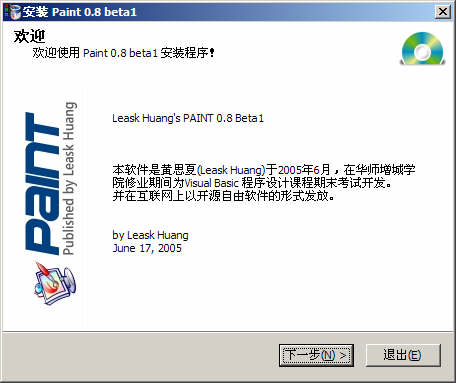 安装 Paint 0.8 beta1
欢迎
欢迎使用 Paint 0.8 beta1 安装程序！
Leask Huang's PAINT 0.8 Beta1
本软件是黄思夏(Leask Huang)于2005年6月，在华师增城学
院修业期间为Visual Basic 程序设计课程期末考试开发。
并在互联网上以开源自由软件的形式发放。
by Leask Huang
June 17, 2005
Paint
Published by Leask Huang
下一步(N) >
退出(E)